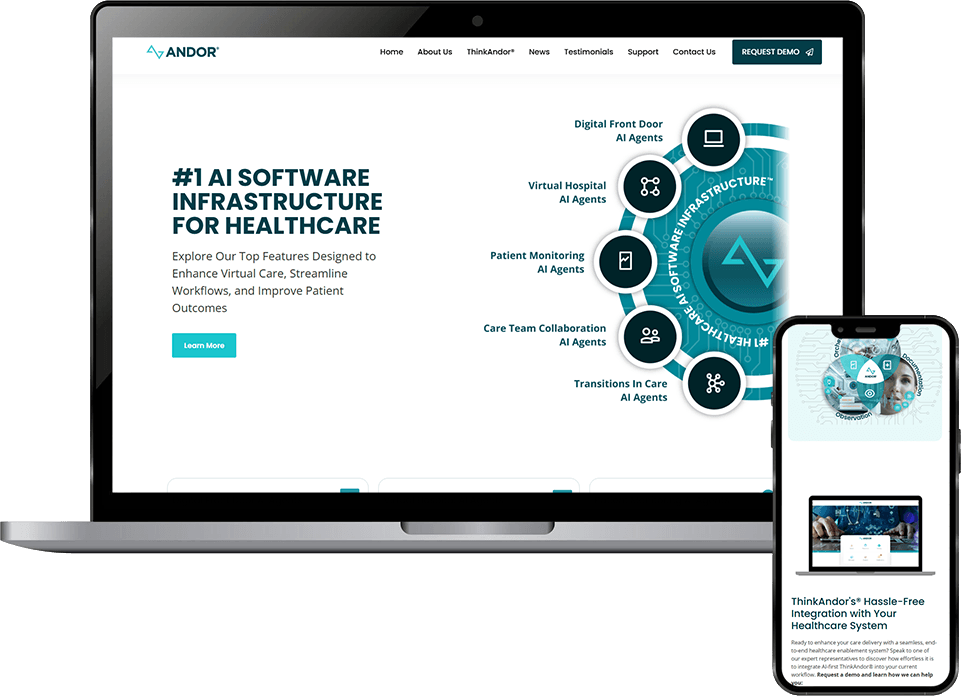 ANDOR®
Home About Us ThinkAndor® News Testimonials Support Contact Us REQUEST DEMO
#1 AI SOFTWARE
INFRASTRUCTURE
FOR HEALTHCARE
Explore Our Top Features Designed to
Enhance Virtual Care, Streamline
Workflows, and Improve Patient
Outcomes
Learn More
Digital Front Door
AI Agents
Virtual Hospital
AI Agents
Patient Monitoring
AI Agents
Care Team Collaboration
AI Agents
Transitions In Care
AI Agents
#1 HEALTHCARE AI SOFTWARE INFRASTRUCTURE™
Documentation
ANDOR
Observation
ThinkAndor's® Hassle-Free
Integration with Your
Healthcare System
Ready to enhance your care delivery with a seamless, end-
to-end healthcare enablement system? Speak to one of
our expert representatives to discover how effortless it is
to integrate AI-first ThinkAndor® into your current
workflow. Request a demo and learn how we can help
you: